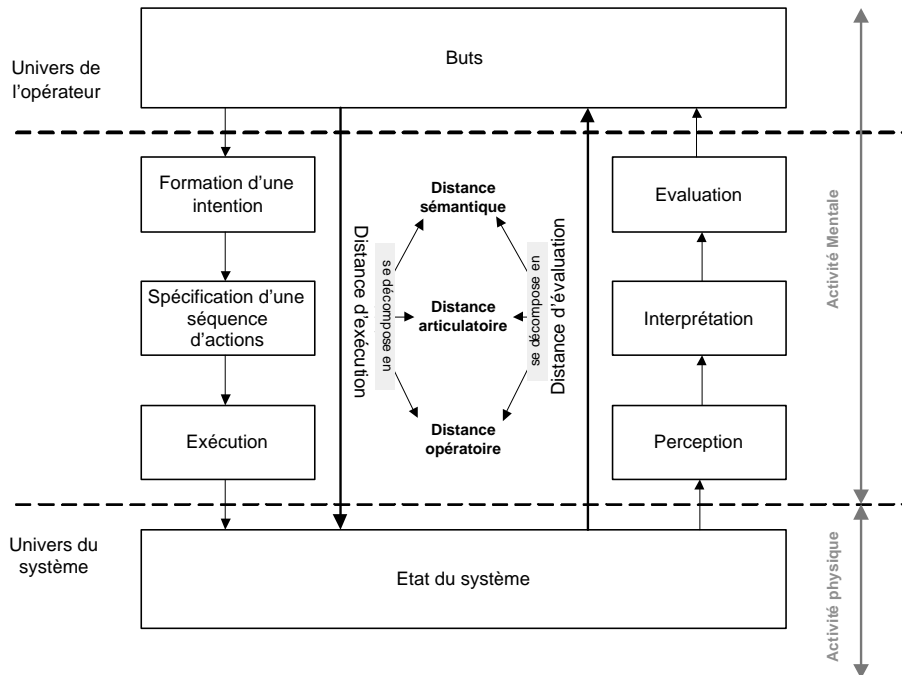 Buts
Univers de
l'opérateur
Formation d'une
intention
Distance
sémantique
Evaluation
Spécification d'une
séquence
d'actions
Distance d'exécution
se décompose en
Distance
articulatoire
se décompose en
Distance d'évaluation
Interprétation
Activité Mentale
Exécution
Distance
opératoire
Perception
Univers du
système
Etat du système
Activité physique